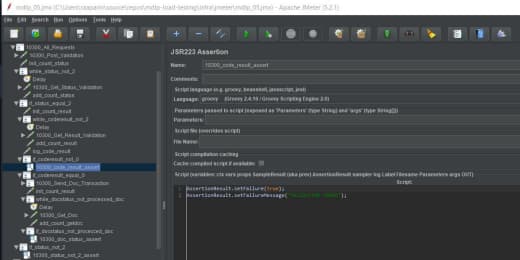 mdtp_05.jmx (C:\Users\ \source\repos\mdtp-load-testing\infra\jmeter\mdtp_05.jmx) - Apache JMeter (5.2.1)
File Edit Search Run Options Tools Help
10300_All_Requests
10300_Post_Validation
init_count_status
while_status_not_2
Delay
10300_Get_Status_Validation
add_count_status
if_status_equal_2
init_count_result
while_coderesult_not_2
Delay
10300_Get_Result_Validation
add_count_result
log_code_result
if_coderesult_not_0
10300_code_result_assert
if_coderesult_equal_0
10300_Send_Doc_Transaction
init_count_result
while_docstatus_not_processed_doc
Delay
10300_Get_Doc
add_count_getdoc
if_docstatus_not_processed_doc
10300_doc_status_assert
if_status_not_2
10300_status_not_2_assert
JSR223 Assertion
Name: 10300_code_result_assert
Comments:
Script language (e.g. groovy, beanshell, javascript, jexl)
Language: groovy (Groovy 2.4.16 / Groovy Scripting Engine 2.0)
Parameters passed to script (exposed as 'Parameters' (type String) and 'args' (type String[]))
Parameters:
Script file (overrides script)
File Name:
Script compilation caching
Cache compiled script if available:
Script (variables: ctx vars props SampleResult (aka prev) AssertionResult sampler log Label Filename Parameters args OUT)
Script:
1 AssertionResult.setFailure(true);
2 AssertionResult.setFailureMessage(